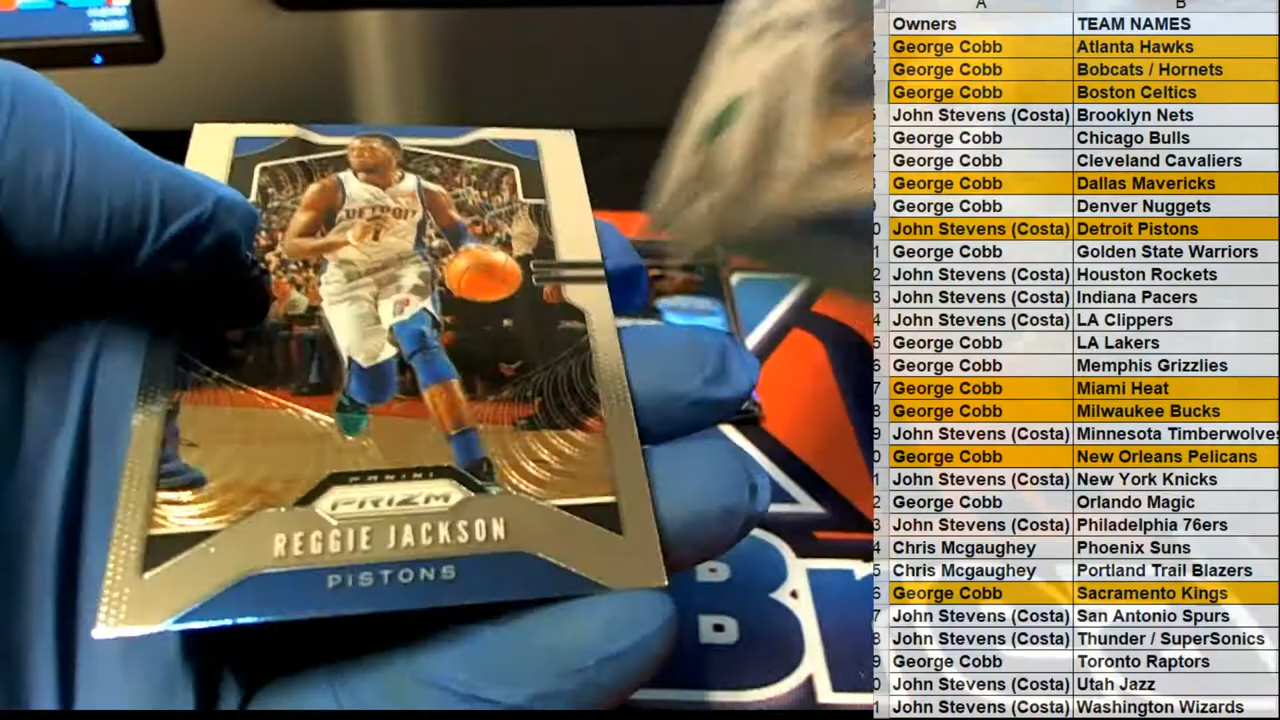 DETROIT
1
PANINI
PRIZM
REGGIE JACKSON
PISTONS
A B
Owners TEAM NAMES
George Cobb Atlanta Hawks
George Cobb Bobcats / Hornets
George Cobb Boston Celtics
John Stevens (Costa) Brooklyn Nets
George Cobb Chicago Bulls
George Cobb Cleveland Cavaliers
George Cobb Dallas Mavericks
George Cobb Denver Nuggets
John Stevens (Costa) Detroit Pistons
George Cobb Golden State Warriors
John Stevens (Costa) Houston Rockets
John Stevens (Costa) Indiana Pacers
John Stevens (Costa) LA Clippers
George Cobb LA Lakers
George Cobb Memphis Grizzlies
George Cobb Miami Heat
George Cobb Milwaukee Bucks
John Stevens (Costa) Minnesota Timberwolves
George Cobb New Orleans Pelicans
John Stevens (Costa) New York Knicks
George Cobb Orlando Magic
John Stevens (Costa) Philadelphia 76ers
Chris Mcgaughey Phoenix Suns
Chris Mcgaughey Portland Trail Blazers
George Cobb Sacramento Kings
John Stevens (Costa) San Antonio Spurs
John Stevens (Costa) Thunder / SuperSonics
George Cobb Toronto Raptors
John Stevens (Costa) Utah Jazz
John Stevens (Costa) Washington Wizards